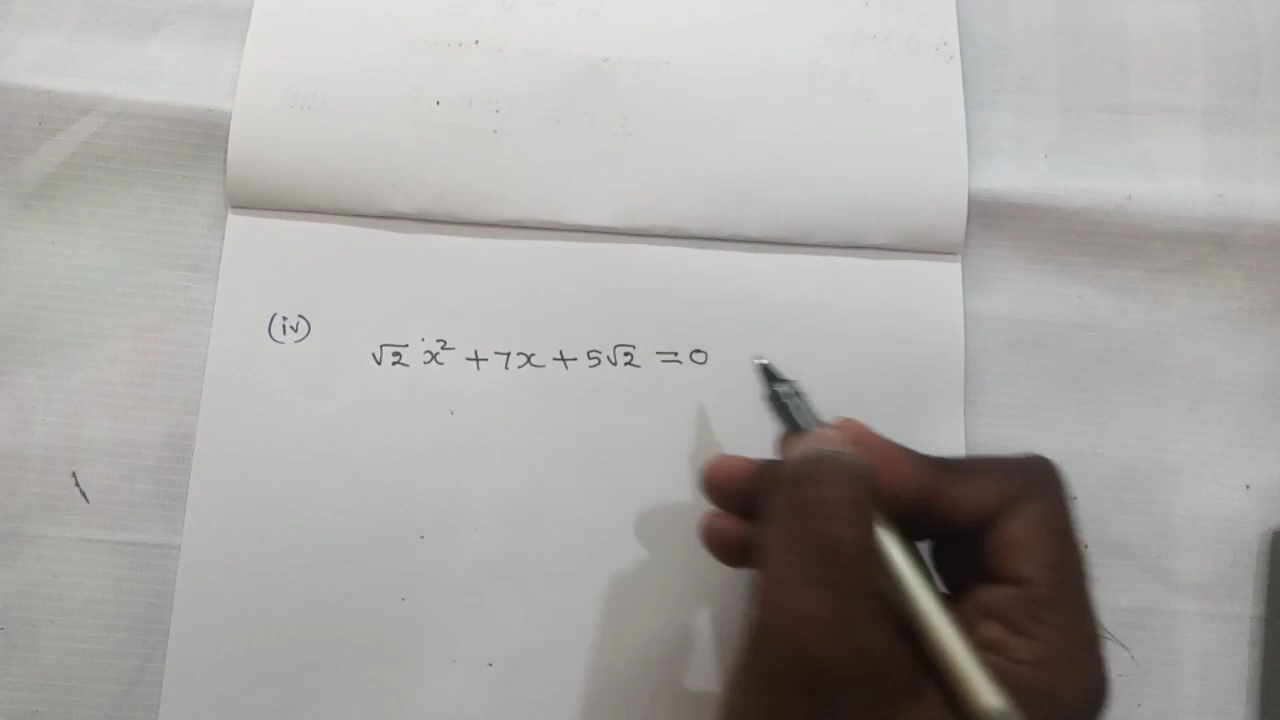 (iv)
√2 x² + 7x + 5√2 = 0